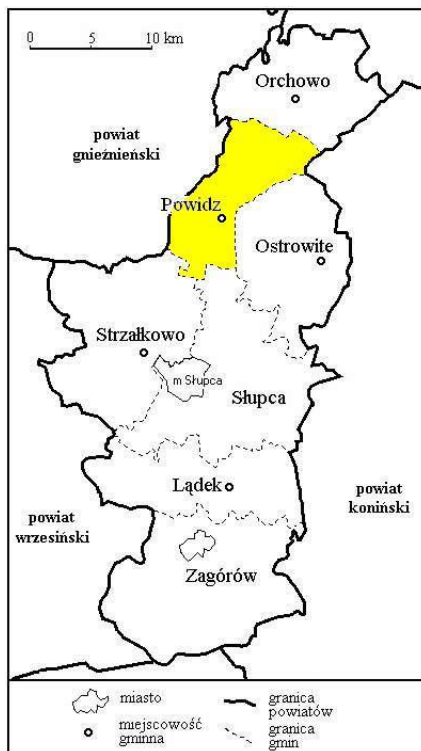 0 10 km
Orchowo
powiat
gnieźnieński
Powidz
Ostrowite
Strzałkowo
m Słupca
Słupca
Lądek
powiat
wrzesiński
powiat
koniński
Zagórów
miasto
granica
powiatów
miejscowość
gminna
granica
gmin